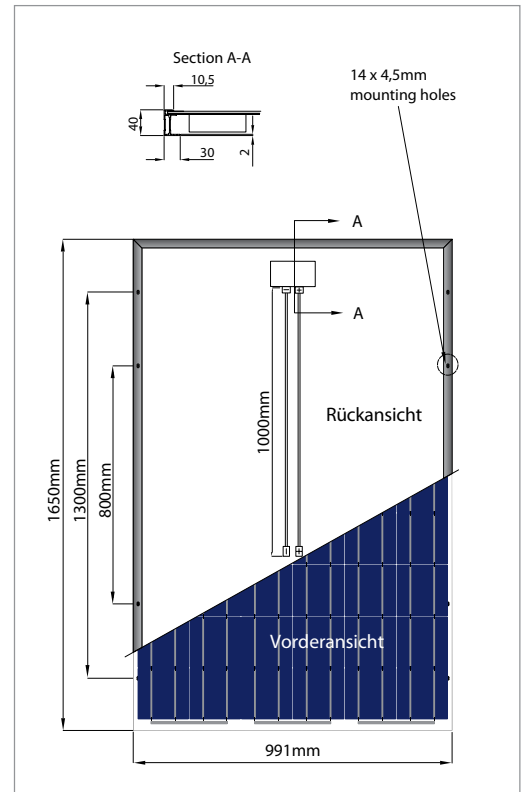 Section A-A
10,5
40
30
2
14 x 4,5mm
mounting holes
A
A
- +
1000mm
Rückansicht
1650mm
1300mm
800mm
- +
Vorderansicht
991mm